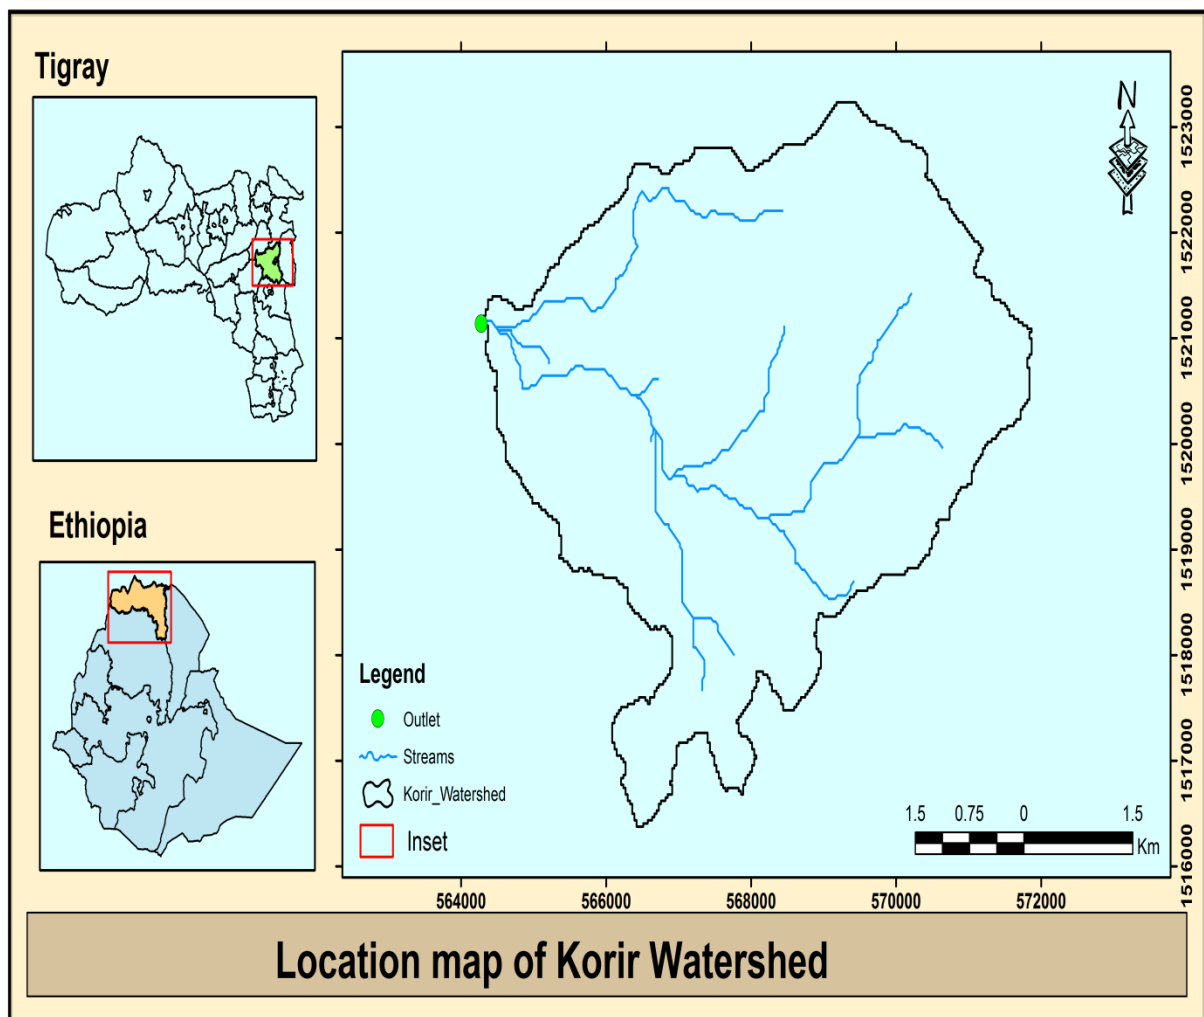 Tigray
Ethiopia
N
1523000
1522000
1521000
1520000
1519000
1518000
1517000
1516000
Legend
Outlet
Streams
Korir_Watershed
Inset
1.5 0.75 0 1.5
Km
564000 566000 568000 570000 572000
Location map of Korir Watershed